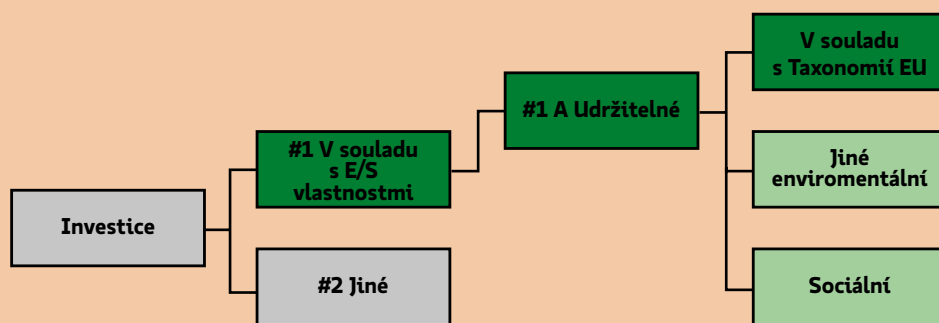 Investice
#1 V souladu
s E/S
vlastnostmi
#2 Jiné
#1 A Udržitelné
V souladu
s Taxonomií EU
Jiné
enviromentální
Sociální